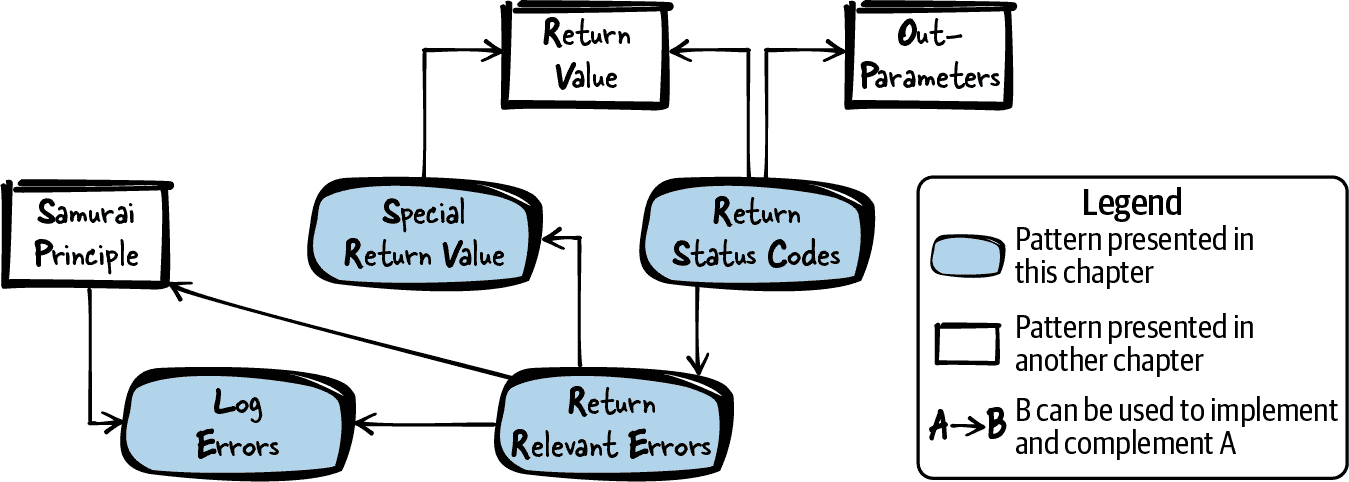 Return
Value
Out-
Parameters
Samurai
Principle
Special
Return Value
Return
Status Codes
Log
Errors
Return
Relevant Errors
Legend
Pattern presented in
this chapter
Pattern presented in
another chapter
A→B B can be used to implement
and complement A